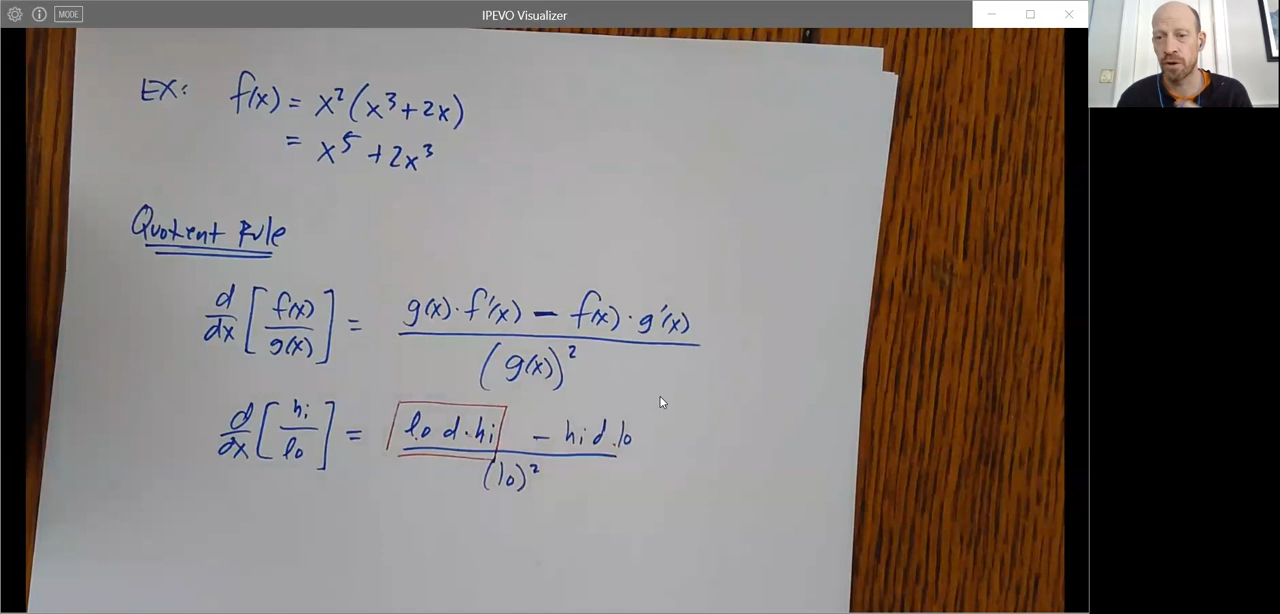 MODE
IPEVO Visualizer
EX: f(x) = x²(x³+2x)
= x⁵ + 2x³
Quotient Rule
d/dx [f(x)/g(x)] = (g(x)·f'(x) − f(x)·g'(x))/(g(x))²
d/dx [hi/lo] = (lo d·hi − hi d·lo)/(lo)²